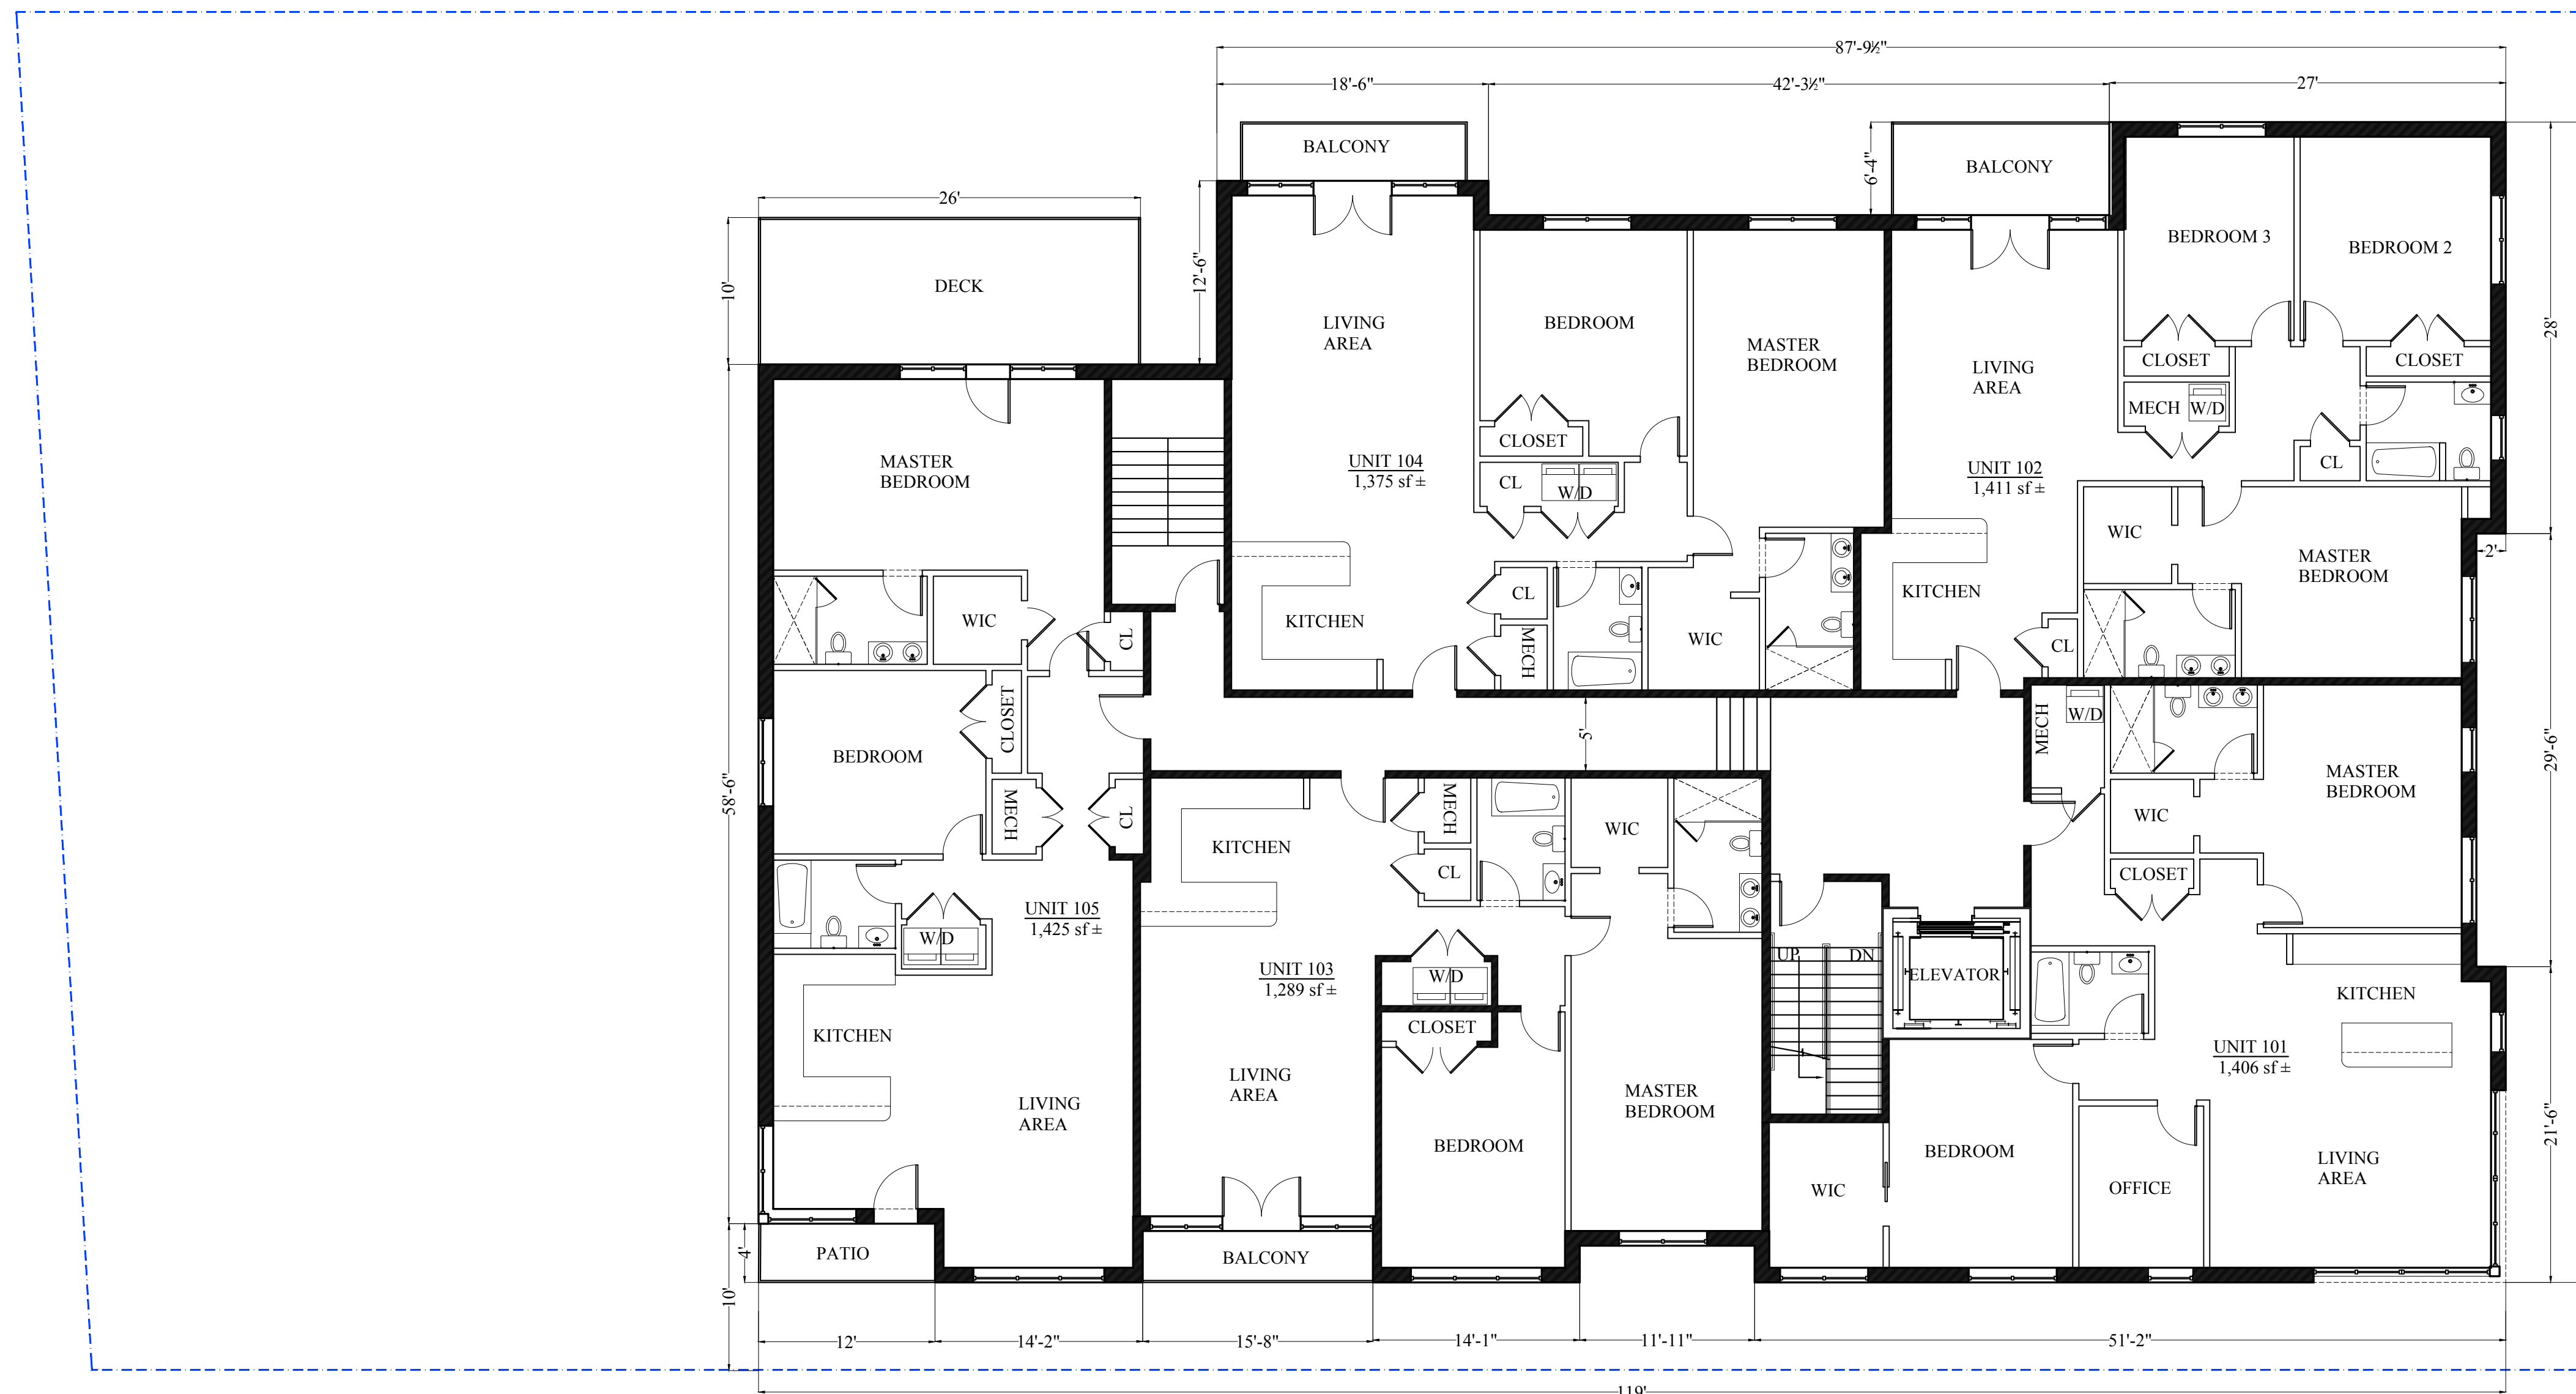 87'-9½"
18'-6"
42'-3½"
27'
BALCONY
BALCONY
6'-4"
26'
10'
DECK
12'-6"
LIVING
AREA
BEDROOM
MASTER
BEDROOM
LIVING
AREA
BEDROOM 3
BEDROOM 2
28'
CLOSET
CLOSET
MECH
W/D
CL
CLOSET
UNIT 104
1,375 sf ±
CL
W/D
UNIT 102
1,411 sf ±
MASTER
BEDROOM
WIC
MASTER
BEDROOM
2'
WIC
CL
KITCHEN
CL
MECH
WIC
KITCHEN
CL
BEDROOM
CLOSET
MECH
CL
5'
MECH
W/D
MASTER
BEDROOM
29'-6"
58'-6"
WIC
CLOSET
KITCHEN
MECH
CL
WIC
UNIT 105
1,425 sf ±
W/D
UNIT 103
1,289 sf ±
W/D
UP
DN
ELEVATOR
KITCHEN
KITCHEN
CLOSET
UNIT 101
1,406 sf ±
LIVING
AREA
LIVING
AREA
BEDROOM
MASTER
BEDROOM
WIC
BEDROOM
OFFICE
LIVING
AREA
21'-6"
PATIO
4'
10'
BALCONY
12'
14'-2"
15'-8"
14'-1"
11'-11"
51'-2"
119'